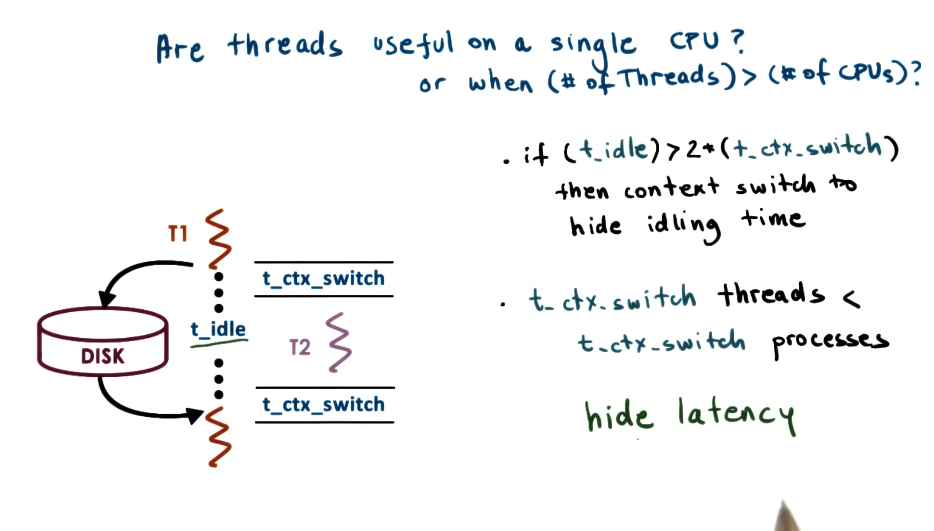 Are threads useful on a single CPU?
or when (# of Threads) > (# of CPUs)?
. if (t_idle) > 2*(t_ctx_switch)
then context switch to
hide idling time
. t_ctx_switch threads <
t_ctx_switch processes
hide latency
T1
t_ctx_switch
t_idle
T2
DISK
t_ctx_switch